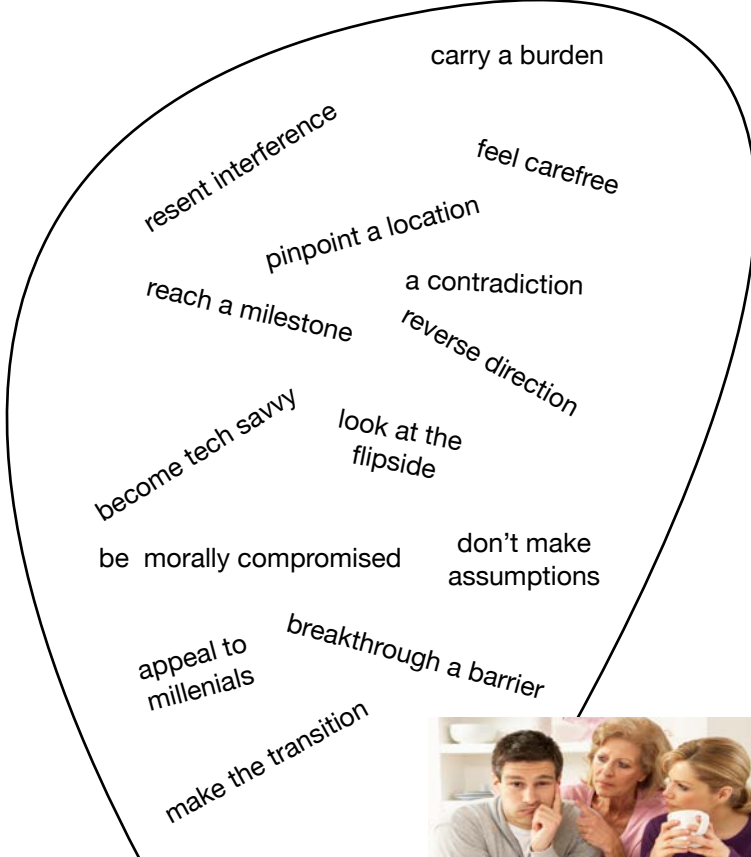 carry a burden
resent interference
feel carefree
pinpoint a location
a contradiction
reach a milestone
reverse direction
become tech savvy
look at the
flipside
be  morally compromised
don't make
assumptions
breakthrough a barrier
appeal to
millenials
make the transition